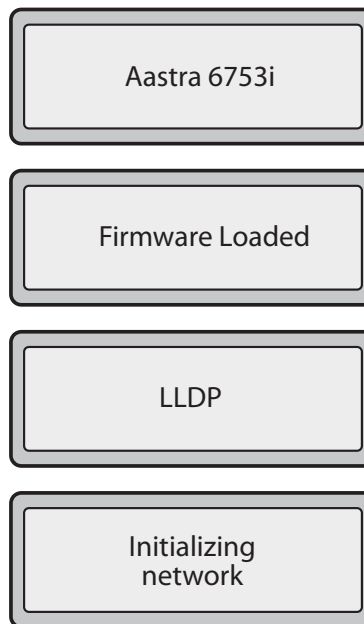 Aastra 6753i
Firmware Loaded
LLDP
Initializing
network